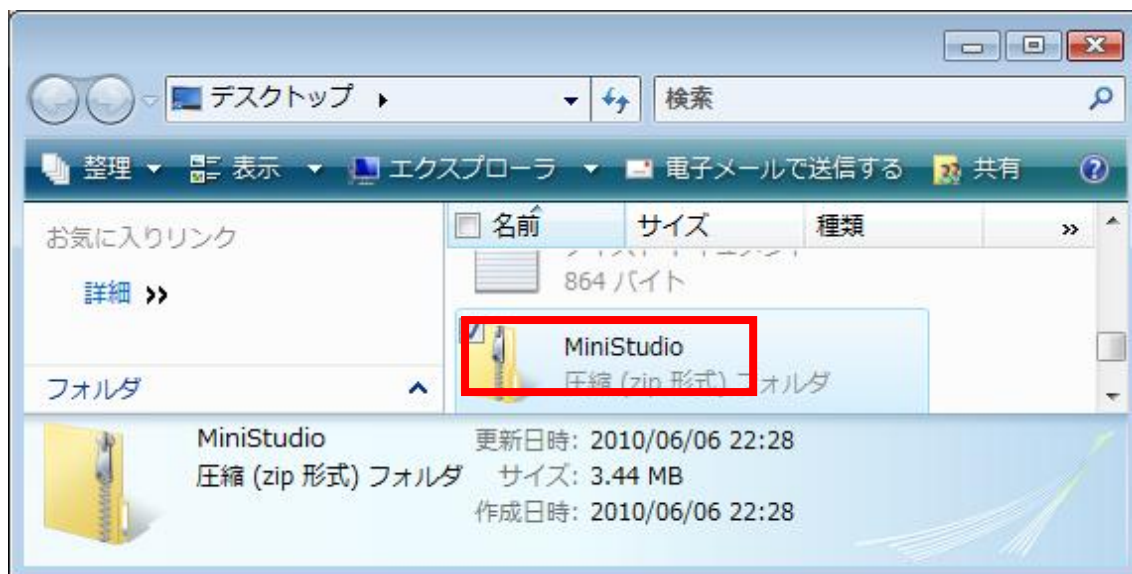 デスクトップ
検索
整理 表示 エクスプローラ 電子メールで送信する 共有
お気に入りリンク
詳細 >>
フォルダ
名前 サイズ 種類 >>
864 バイト
MiniStudio
圧縮 (zip 形式) フォルダ
MiniStudio
圧縮 (zip 形式) フォルダ
更新日時: 2010/06/06 22:28
サイズ: 3.44 MB
作成日時: 2010/06/06 22:28